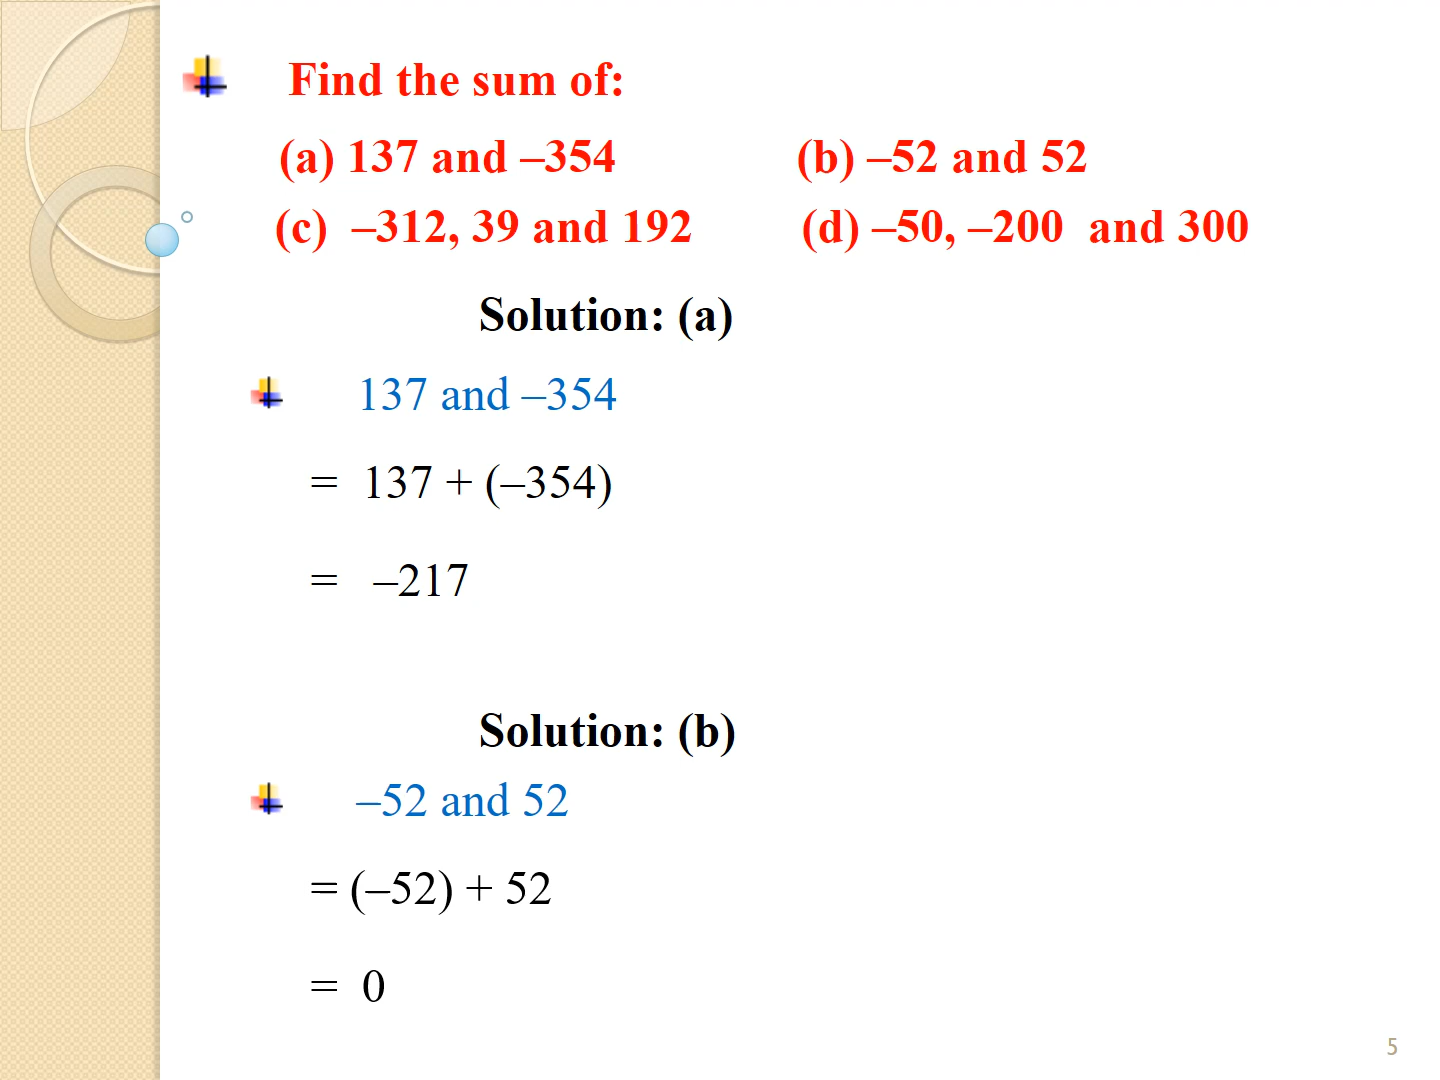 Find the sum of:
(a) 137 and –354 (b) –52 and 52
(c) –312, 39 and 192 (d) –50, –200 and 300
Solution: (a)
137 and –354
= 137 + (–354)
= –217
Solution: (b)
–52 and 52
= (–52) + 52
= 0
5